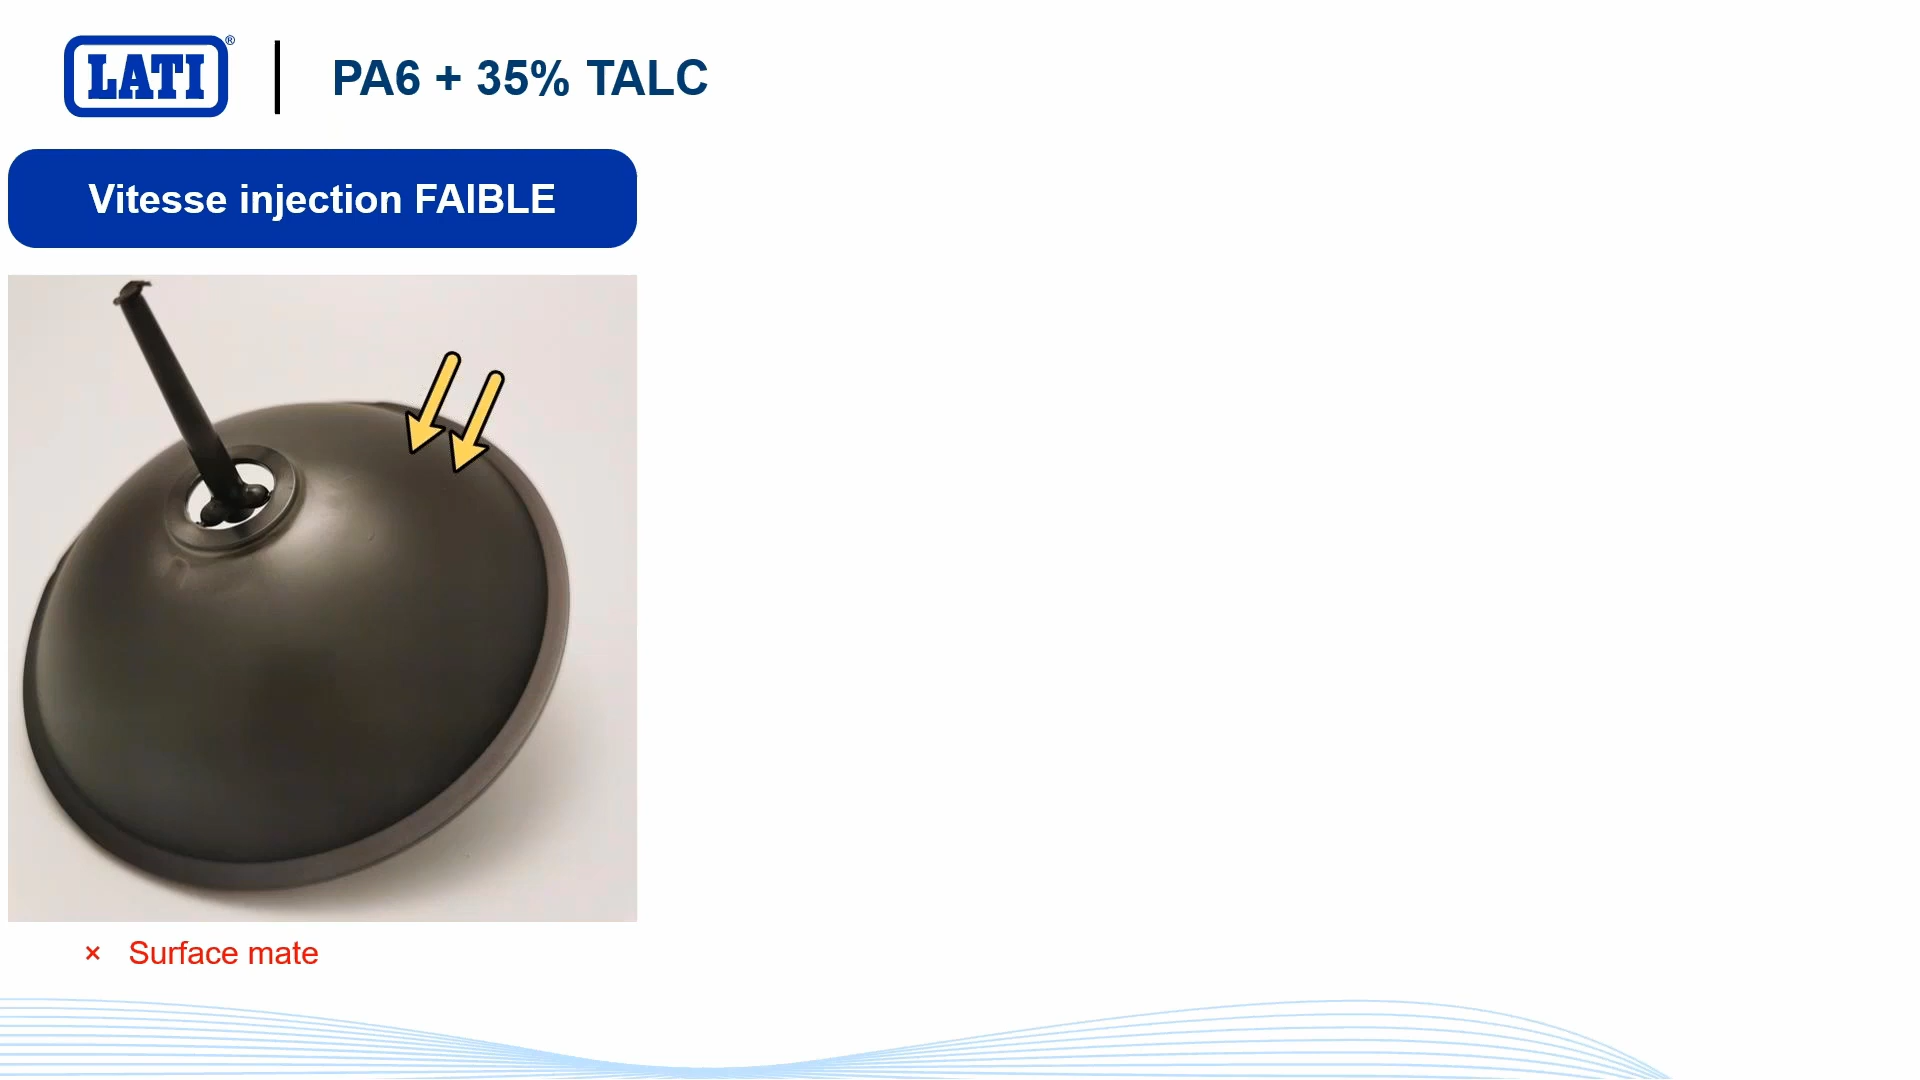 LATI®
PA6 + 35% TALC
Vitesse injection FAIBLE
× Surface mate